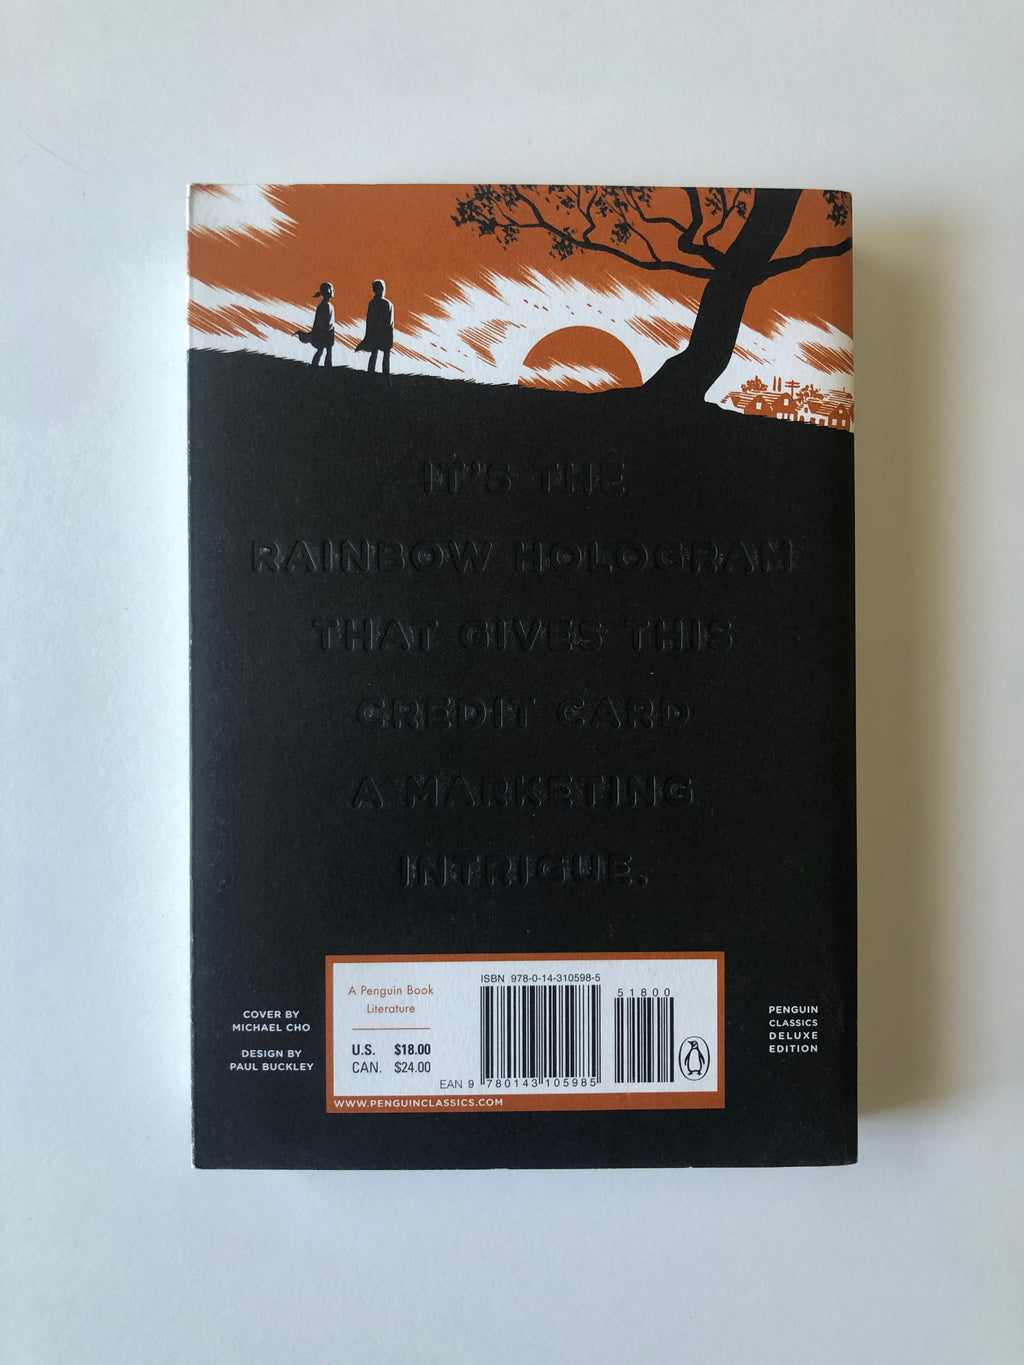 IT'S THE
RAINBOW HOLOGRAM
THAT GIVES THIS
CREDIT CARD
A MARKETING
INTRIGUE.
COVER BY
MICHAEL CHO
DESIGN BY
PAUL BUCKLEY
A Penguin Book
Literature
U.S. $18.00
CAN. $24.00
ISBN 978-0-14-310598-5
51800
EAN 9 780143 105985
WWW.PENGUINCLASSICS.COM
PENGUIN
CLASSICS
DELUXE
EDITION